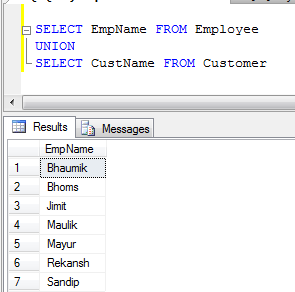 SELECT EmpName FROM Employee
UNION
SELECT CustName FROM Customer
Results
Messages
EmpName
1 Bhaumik
2 Bhoms
3 Jimit
4 Maulik
5 Mayur
6 Rekansh
7 Sandip